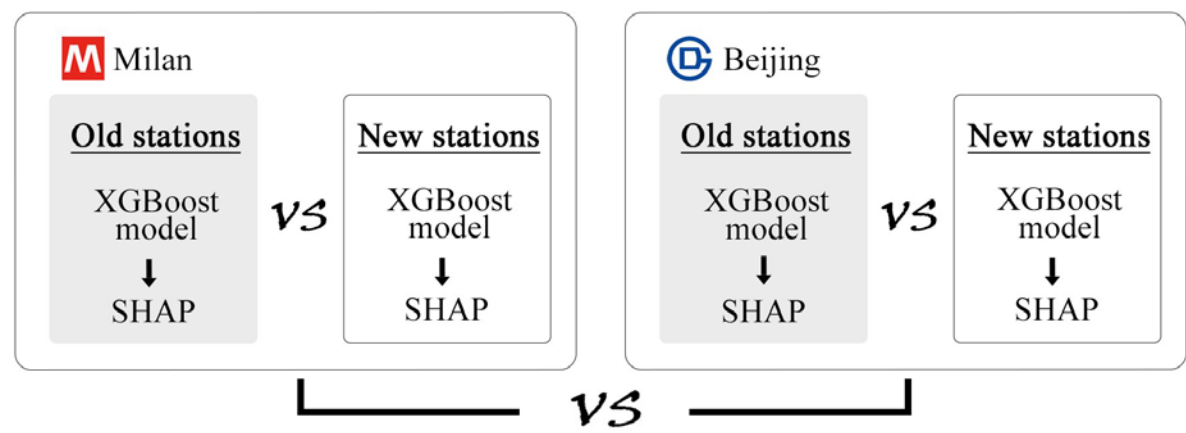 M Milan
Old stations
XGBoost
model
SHAP
vs
New stations
XGBoost
model
SHAP
Beijing
Old stations
XGBoost
model
SHAP
vs
New stations
XGBoost
model
SHAP
vs